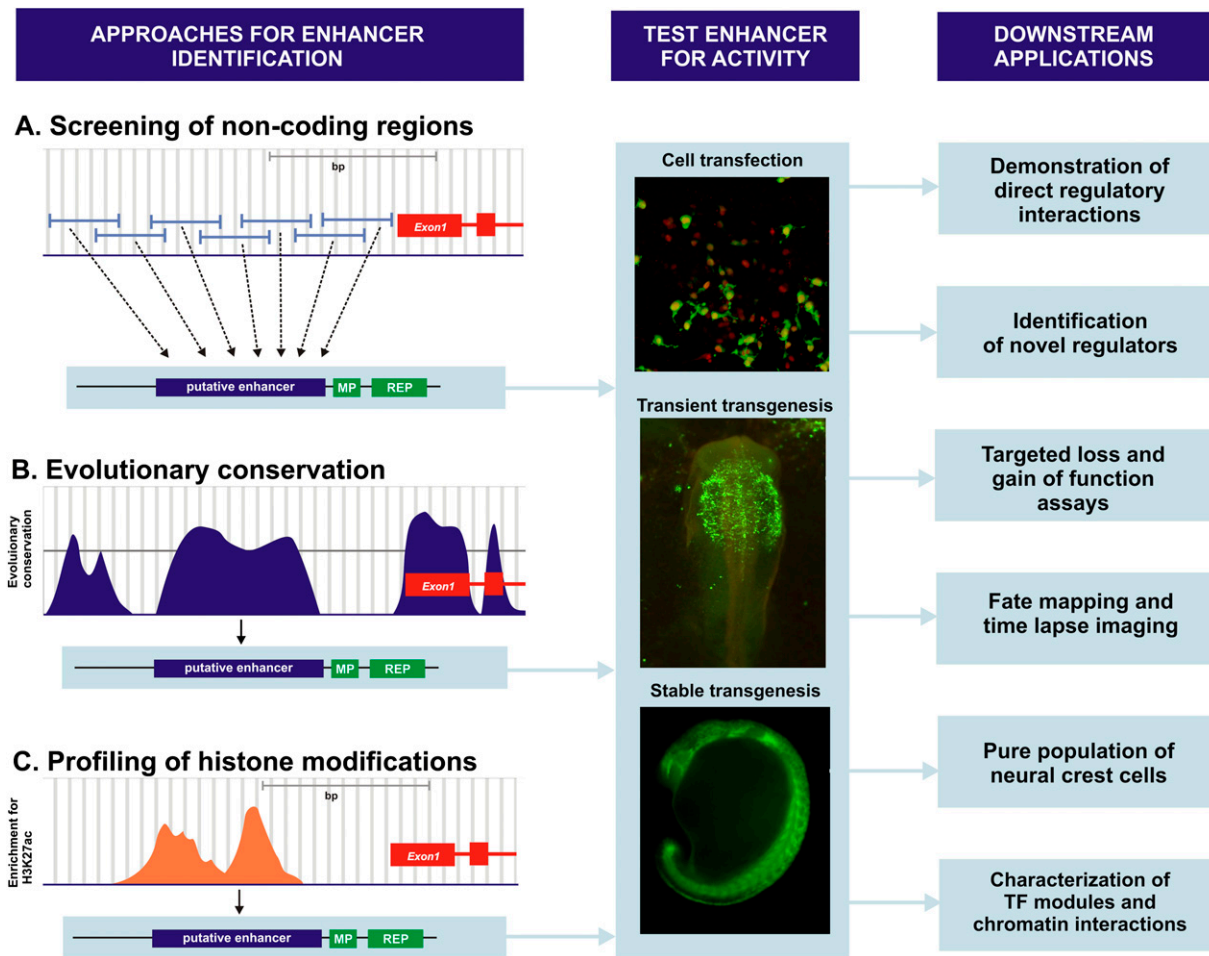 APPROACHES FOR ENHANCER
IDENTIFICATION
TEST ENHANCER
FOR ACTIVITY
DOWNSTREAM
APPLICATIONS
A. Screening of non-coding regions
bp
Exon1
putative enhancer
MP
REP
B. Evolutionary conservation
Evoluionary
conservation
Exon1
putative enhancer
MP
REP
C. Profiling of histone modifications
Enrichment for
H3K27ac
bp
Exon1
putative enhancer
MP
REP
Cell transfection
Transient transgenesis
Stable transgenesis
Demonstration of
direct regulatory
interactions
Identification
of novel regulators
Targeted loss and
gain of function
assays
Fate mapping and
time lapse imaging
Pure population of
neural crest cells
Characterization of
TF modules and
chromatin interactions